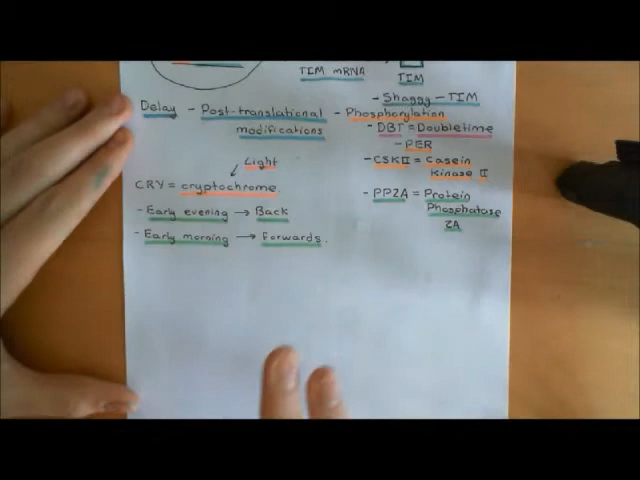 TIM mRNA
TIM
Delay - Post-translational
modifications
Light
CRY = cryptochrome.
- Early evening → Back
- Early morning → forwards.
- Shaggy - TIM
- Phosphorylation
- DBT = Doubletime
- PER
- CSKII = Casein
Kinase II
- PP2A = Protein
Phosphatase
2A